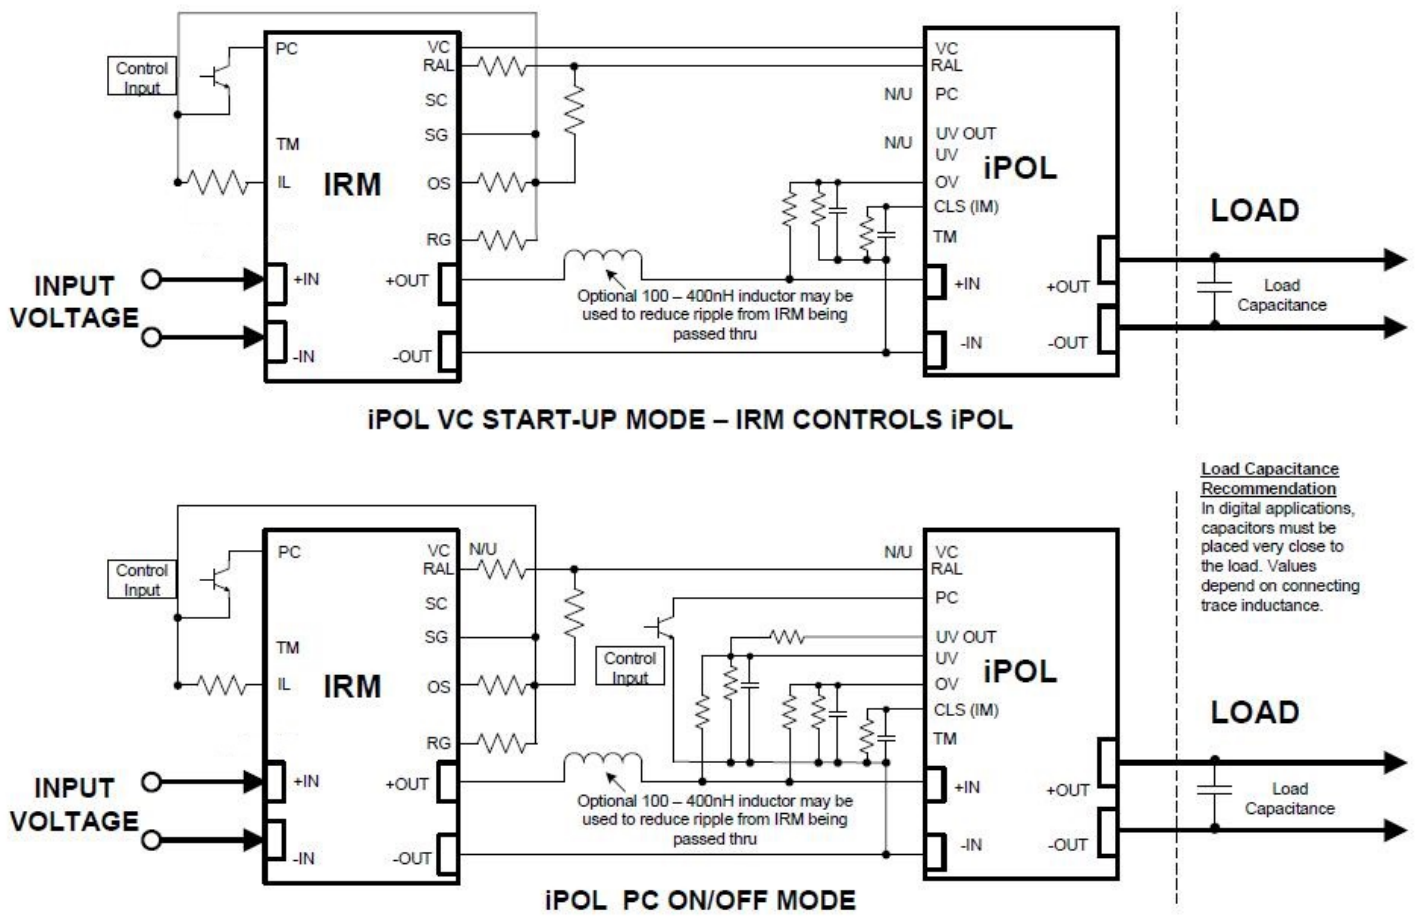 Control
Input
PC
TM
IL
IRM
VC
RAL
SC
SG
OS
RG
+IN
-IN
+OUT
-OUT
INPUT
VOLTAGE
Optional 100 – 400nH inductor may be
used to reduce ripple from IRM being
passed thru
N/U
N/U
VC
RAL
PC
UV OUT
UV
OV
CLS (IM)
TM
iPOL
+IN
-IN
+OUT
-OUT
LOAD
Load
Capacitance
iPOL VC START-UP MODE – IRM CONTROLS iPOL
Load Capacitance
Recommendation
In digital applications,
capacitors must be
placed very close to
the load. Values
depend on connecting
trace inductance.
Control
Input
PC
TM
IL
IRM
VC
RAL
SC
SG
OS
RG
+IN
-IN
+OUT
-OUT
INPUT
VOLTAGE
N/U
Control
Input
Optional 100 – 400nH inductor may be
used to reduce ripple from IRM being
passed thru
N/U
VC
RAL
PC
UV OUT
UV
OV
CLS (IM)
TM
iPOL
+IN
-IN
+OUT
-OUT
LOAD
Load
Capacitance
iPOL PC ON/OFF MODE